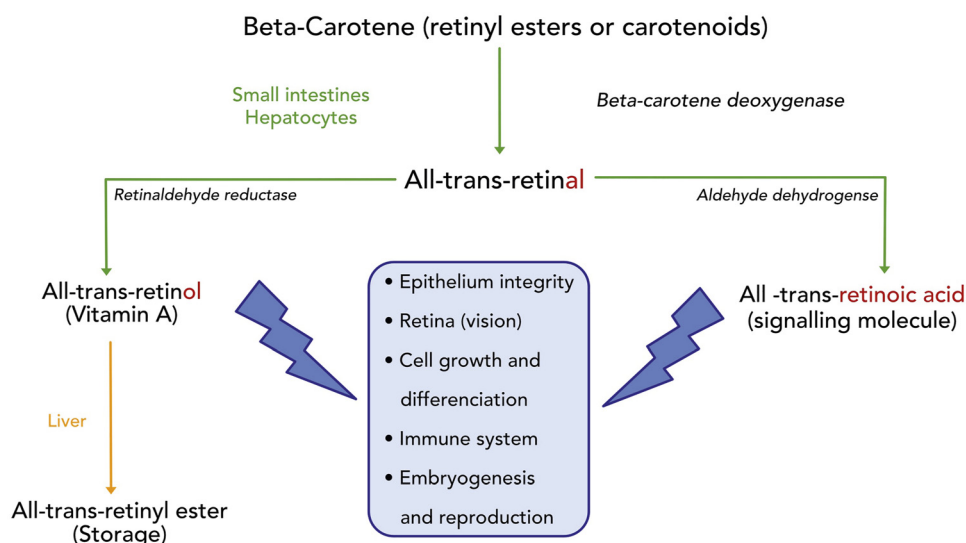 Beta-Carotene (retinyl esters or carotenoids)
Small intestines
Hepatocytes
Beta-carotene deoxygenase
All-trans-retinal
Retinaldehyde reductase
Aldehyde dehydrogense
All-trans-retinol
(Vitamin A)
• Epithelium integrity
• Retina (vision)
• Cell growth and
differenciation
• Immune system
• Embryogenesis
and reproduction
All -trans-retinoic acid
(signalling molecule)
Liver
All-trans-retinyl ester
(Storage)